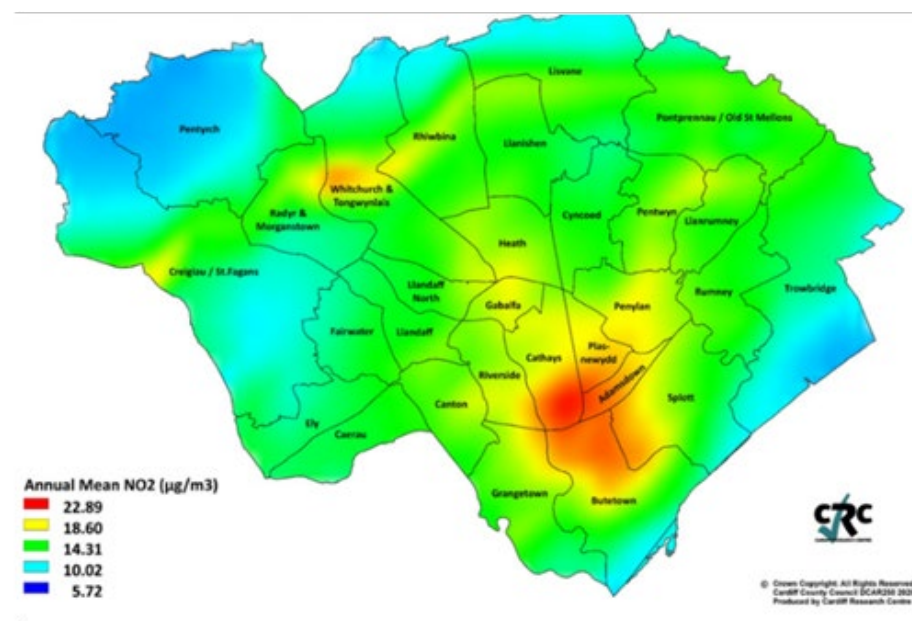 Lisvane
Pentyrch
Pontprennau / Old St Mellons
Rhiwbina
Llanishen
Whitchurch &
Tongwynlais
Radyr &
Morganstown
Cyncoed
Pentwyn
Llanrumney
Heath
Creigiau / St.Fagans
Llandaff
North
Gabalfa
Penylan
Rumney
Trowbridge
Fairwater
Llandaff
Cathays
Plas-
newydd
Riverside
Adamsdown
Splott
Canton
Ely
Caerau
Grangetown
Butetown
Annual Mean NO2 (µg/m3)
22.89
18.60
14.31
10.02
5.72
CRC
CARDIFF RESEARCH CENTRE
© Crown Copyright. All Rights Reserved
Cardiff County Council
Produced by Cardiff Research Centre